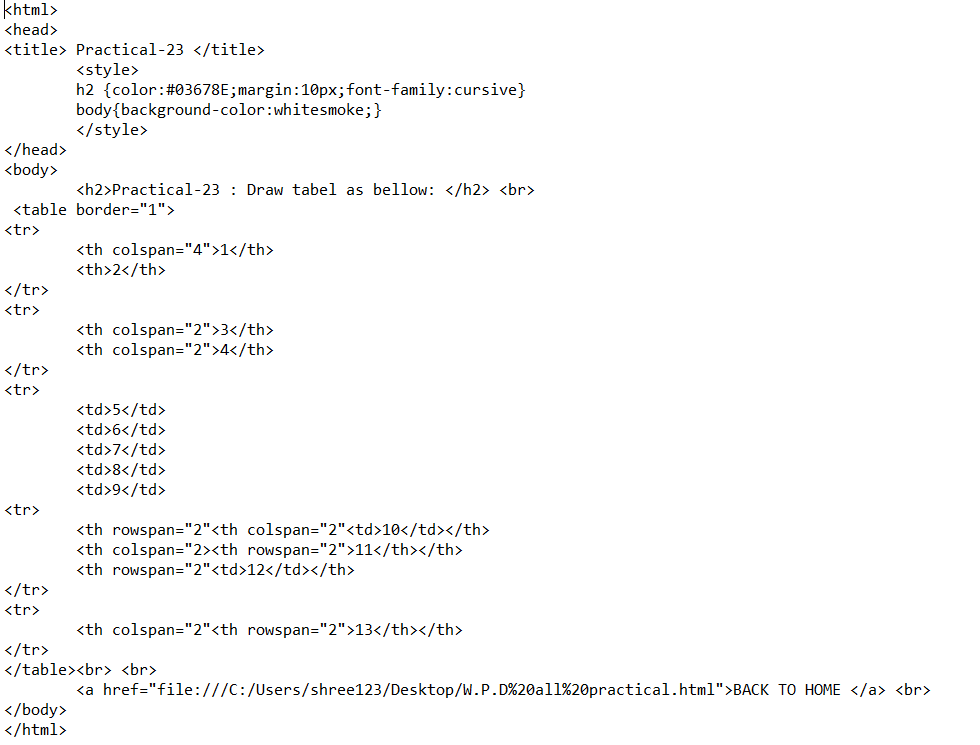 <html>
<head>
<title> Practical-23 </title>
        <style>
        h2 {color:#03678E;margin:10px;font-family:cursive}
        body{background-color:whitesmoke;}
        </style>
</head>
<body>
        <h2>Practical-23 : Draw tabel as bellow: </h2> <br>
 <table border="1">
<tr>
        <th colspan="4">1</th>
        <th>2</th>
</tr>
<tr>
        <th colspan="2">3</th>
        <th colspan="2">4</th>
</tr>
<tr>
        <td>5</td>
        <td>6</td>
        <td>7</td>
        <td>8</td>
        <td>9</td>
<tr>
        <th rowspan="2"<th colspan="2"<td>10</td></th>
        <th colspan="2><th rowspan="2">11</th></th>
        <th rowspan="2"<td>12</td></th>
</tr>
<tr>
        <th colspan="2"<th rowspan="2">13</th></th>
</tr>
</table><br> <br>
        <a href="file:///C:/Users/shree123/Desktop/W.P.D%20all%20practical.html">BACK TO HOME </a> <br>
</body>
</html>